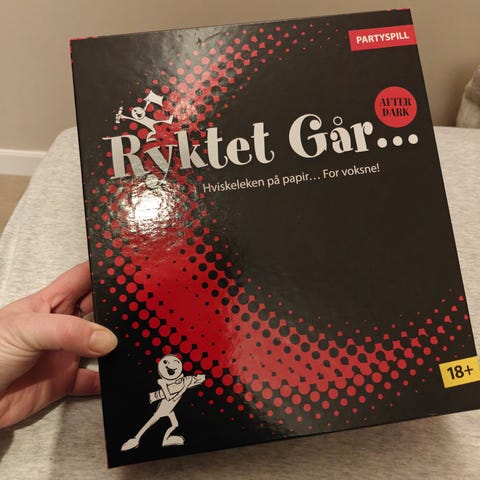 PARTYSPILL
AFTER
DARK
Ryktet Går...
Hviskeleken på papir... For voksne!
18+